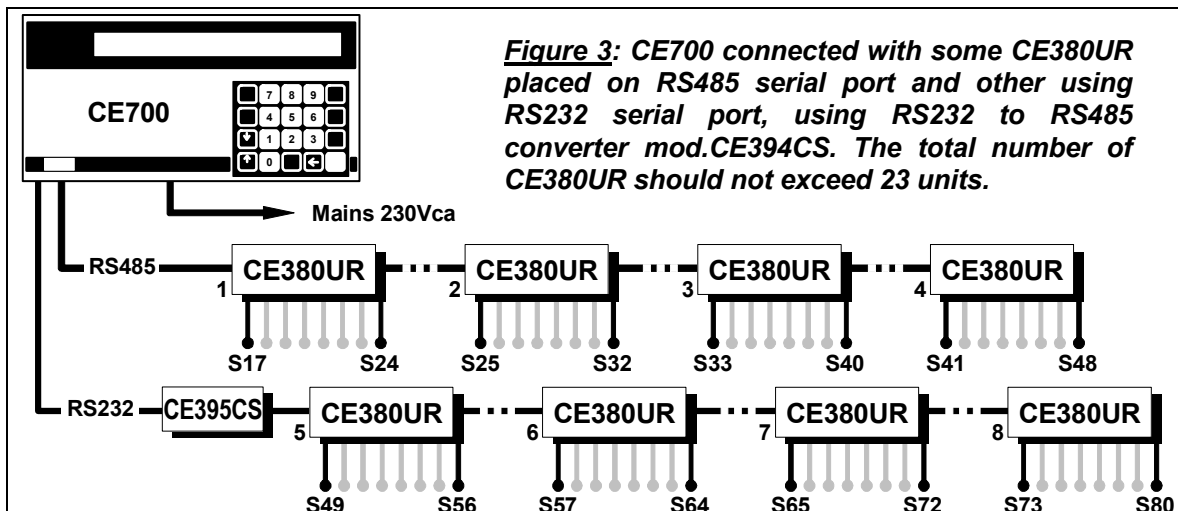 Figure 3: CE700 connected with some CE380UR
placed on RS485 serial port and other using
RS232 serial port, using RS232 to RS485
converter mod.CE394CS. The total number of
CE380UR should not exceed 23 units.
CE700
7 8 9
4 5 6
1 2 3
0
Mains 230Vca
RS485
CE380UR CE380UR CE380UR CE380UR
1 2 3 4
S17 S24 S25 S32 S33 S40 S41 S48
RS232 CE395CS
CE380UR CE380UR CE380UR CE380UR
5 6 7 8
S49 S56 S57 S64 S65 S72 S73 S80